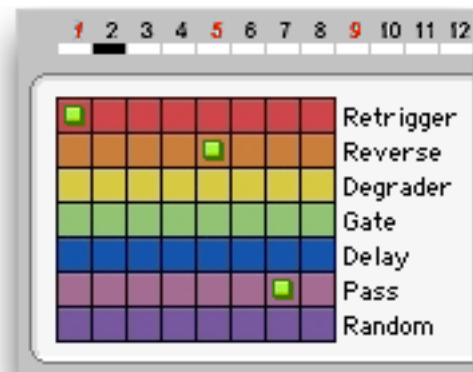 1 2 3 4 5 6 7 8 9 10 11 12
Retrigger
Reverse
Degrader
Gate
Delay
Pass
Random